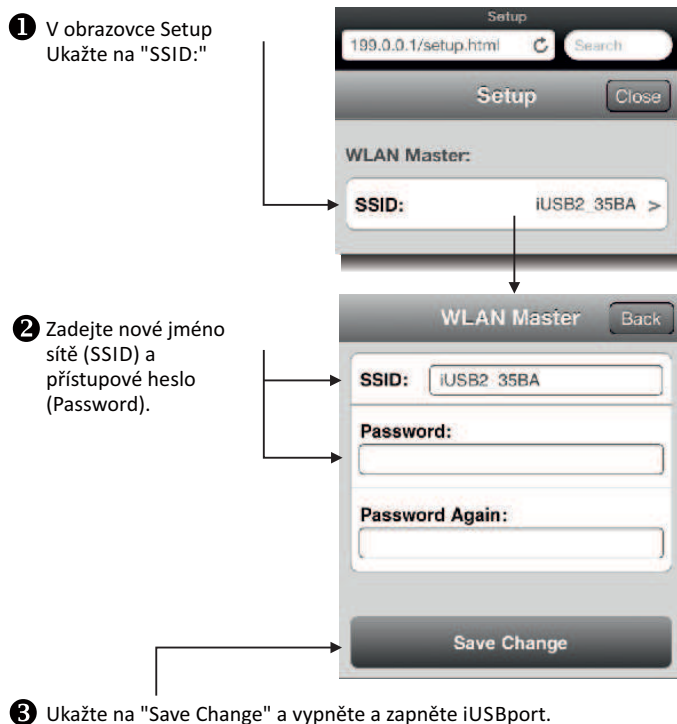 ❶ V obrazovce Setup
Ukažte na "SSID:"
Setup
199.0.0.1/setup.html
Search
Setup
Close
WLAN Master:
SSID:
iUSB2_35BA >
❷ Zadejte nové jméno
sítě (SSID) a
přístupové heslo
(Password).
WLAN Master
Back
SSID:
iUSB2_35BA
Password:
Password Again:
Save Change
❸ Ukažte na "Save Change" a vypněte a zapněte iUSBport.